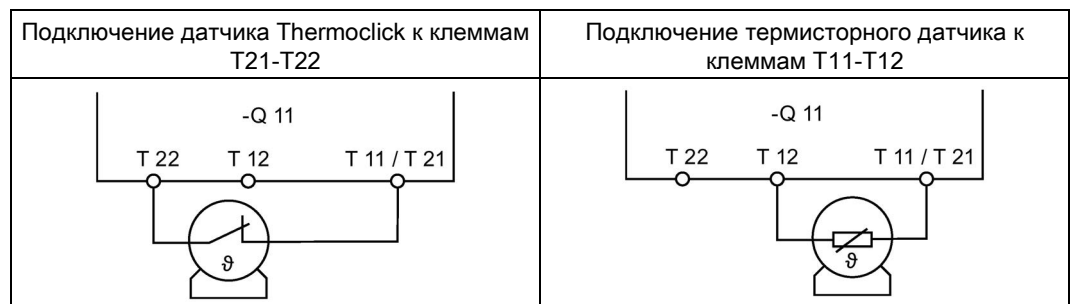 Подключение датчика Thermoclick к клеммам
T21-T22
Подключение термисторного датчика к
клеммам T11-T12
-Q 11
T 22 T 12 T 11 / T 21
ϑ
-Q 11
T 22 T 12 T 11 / T 21
ϑ